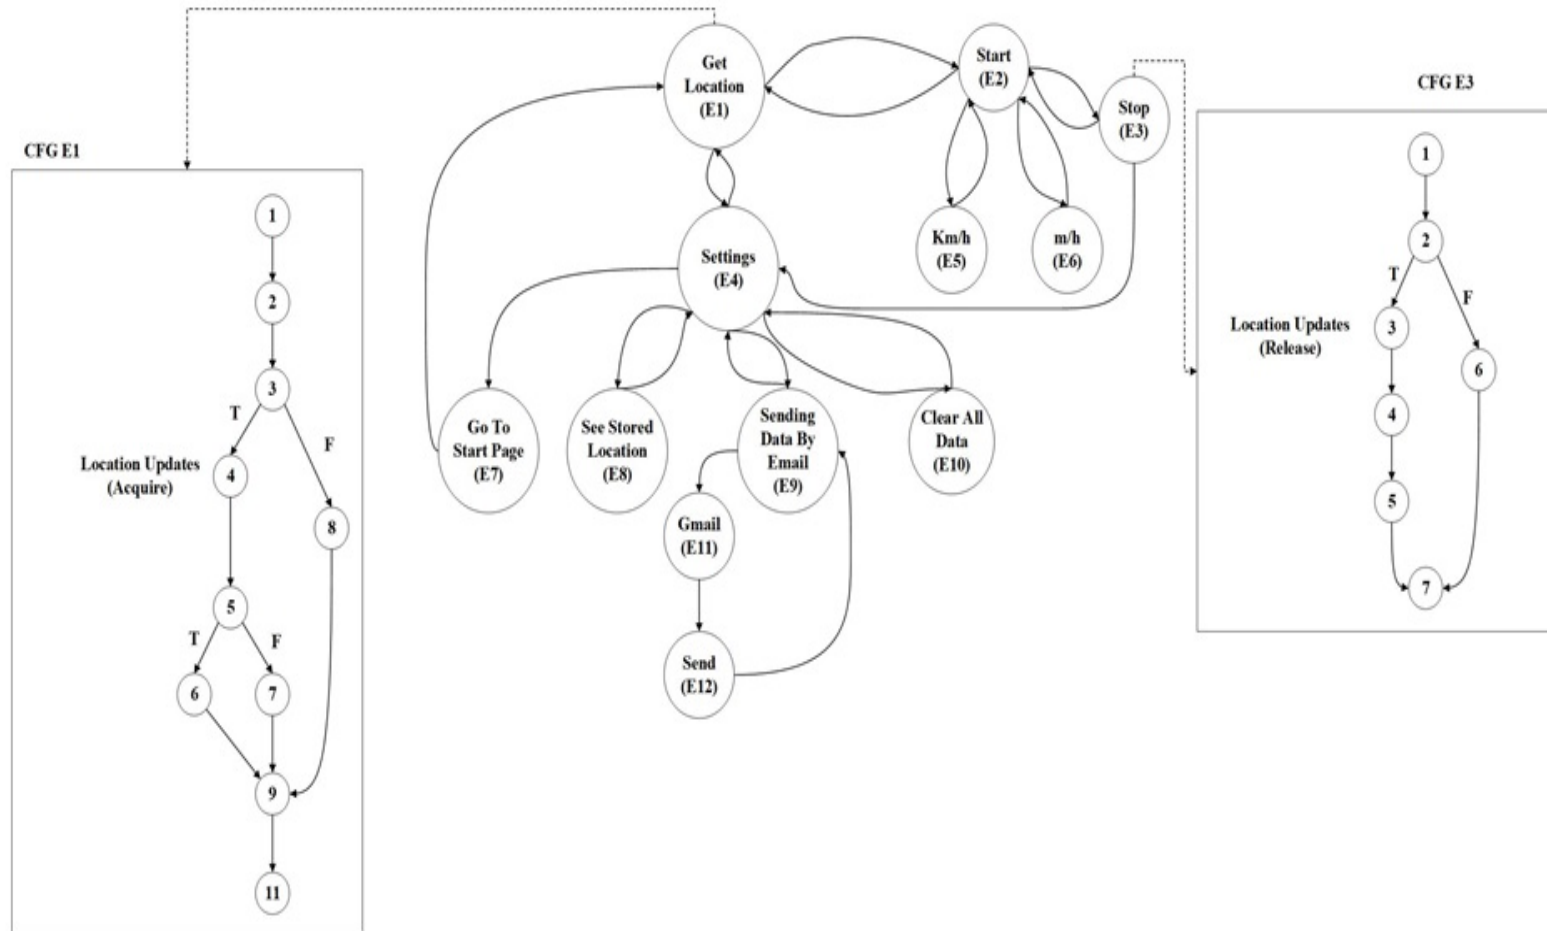 Get
Location
(E1)
Start
(E2)
Stop
(E3)
CFG E3
CFG E1
1
2
3
T
F
Location Updates
(Acquire)
4
8
5
T
F
6
7
9
11
Km/h
(E5)
m/h
(E6)
Settings
(E4)
Go To
Start Page
(E7)
See Stored
Location
(E8)
Sending
Data By
Email
(E9)
Clear All
Data
(E10)
Gmail
(E11)
Send
(E12)
1
2
T
F
Location Updates
(Release)
3
6
4
5
7